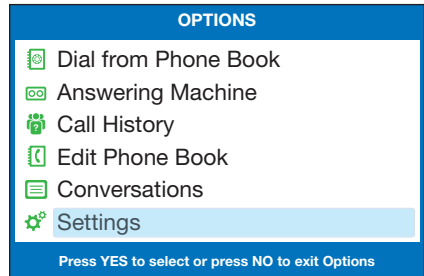 OPTIONS
Dial from Phone Book
Answering Machine
Call History
Edit Phone Book
Conversations
Settings
Press YES to select or press NO to exit Options